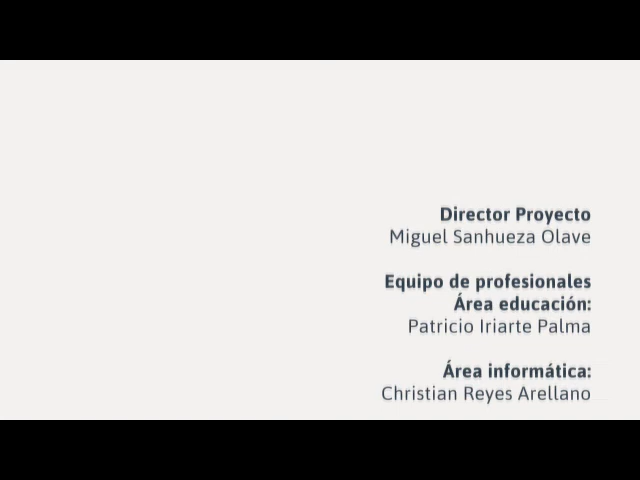 Director Proyecto
Miguel Sanhueza Olave
Equipo de profesionales
Área educación:
Patricio Iriarte Palma
Área informática:
Christian Reyes Arellano